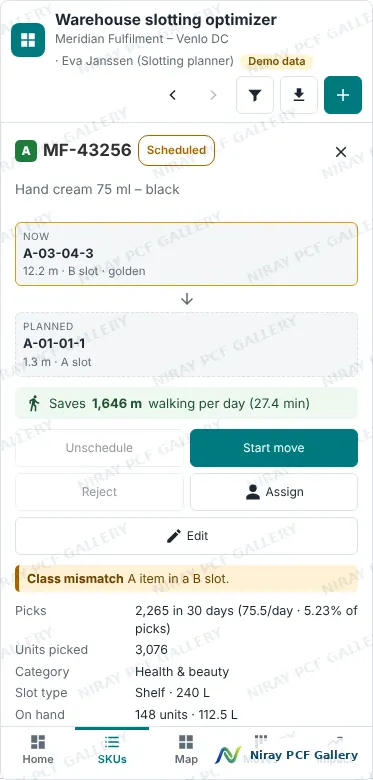 Warehouse slotting optimizer
Meridian Fulfilment – Venlo DC
· Eva Janssen (Slotting planner) Demo data
A MF-43256 Scheduled
Hand cream 75 ml – black
NOW
A-03-04-3
12.2 m · B slot · golden
PLANNED
A-01-01-1
1.3 m · A slot
Saves 1,646 m walking per day (27.4 min)
Unschedule Start move
Reject Assign
Edit
Class mismatch A item in a B slot.
Picks 2,265 in 30 days (75.5/day · 5.23% of
picks)
Units picked 3,076
Category Health & beauty
Slot type Shelf · 240 L
On hand 148 units · 112.5 L
Home SKUs Map
Niray PCF Gallery
NIRAY PCF GALLERY